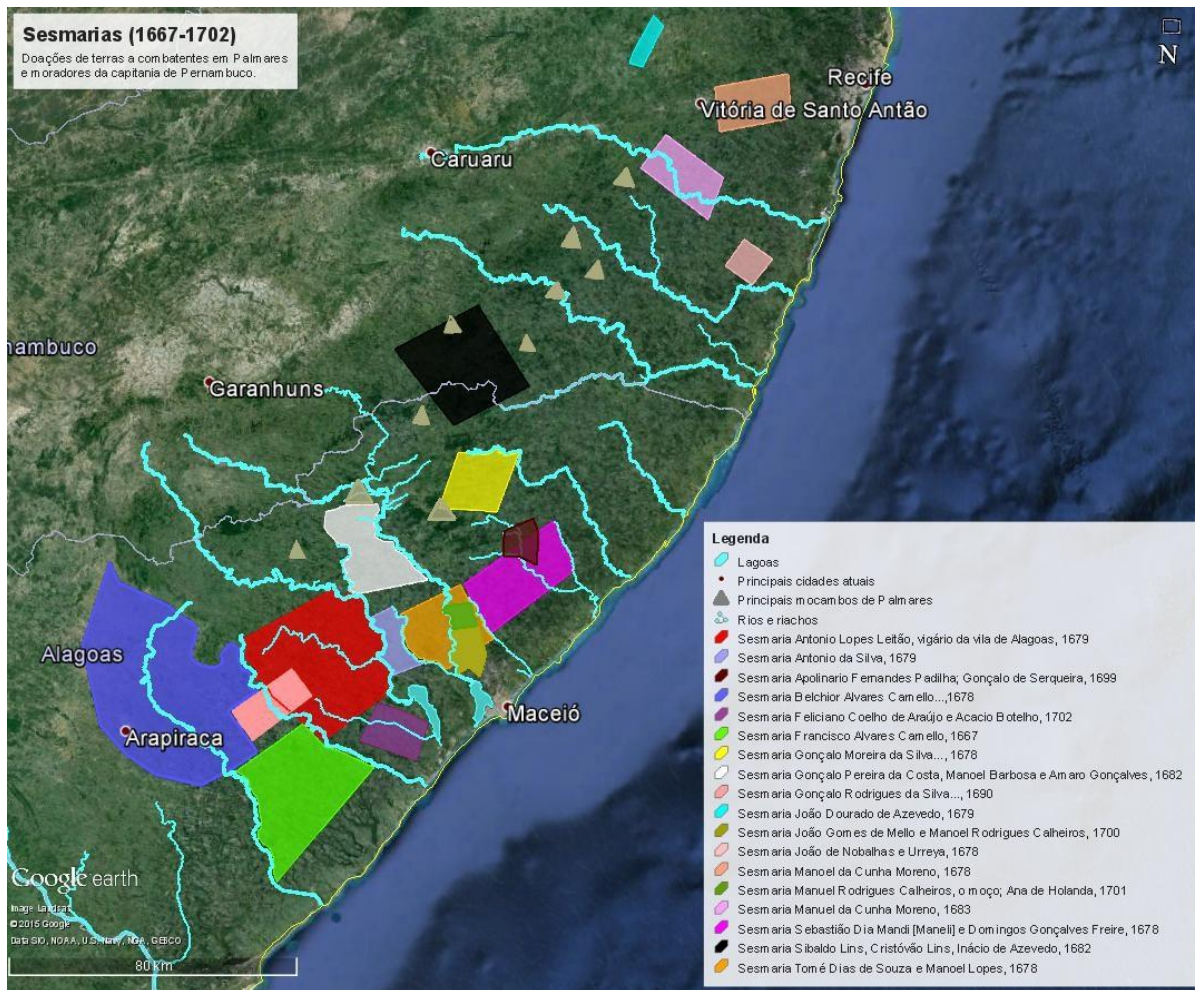 Sesmarias (1667-1702)
Doações de terras a combatentes em Palmares
e moradores da capitania de Pernambuco.
N
Recife
Vitória de Santo Antão
Caruaru
nambuco
Garanhuns
Alagoas
Arapiraca
Maceió
Legenda
Lagoas
Principais cidades atuais
Principais mocambos de Palmares
Rios e riachos
Sesmaria Antonio Lopes Leitão, vigário da vila de Alagoas, 1679
Sesmaria Antonio da Silva, 1679
Sesmaria Apolinario Fernandes Padilha; Gonçalo de Serqueira, 1699
Sesmaria Belchior Alvares Camello...,1678
Sesmaria Feliciano Coelho de Araújo e Acacio Botelho, 1702
Sesmaria Francisco Alvares Camello, 1667
Sesmaria Gonçalo Moreira da Silva..., 1678
Sesmaria Gonçalo Pereira da Costa, Manoel Barbosa e Amaro Gonçalves, 1682
Sesmaria Gonçalo Rodrigues da Silva..., 1690
Sesmaria João Dourado de Azevedo, 1679
Sesmaria João Gomes de Mello e Manoel Rodrigues Calheiros, 1700
Sesmaria João de Nobalhas e Urreya, 1678
Sesmaria Manoel da Cunha Moreno, 1678
Sesmaria Manuel Rodrigues Calheiros, o moço; Ana de Holanda, 1701
Sesmaria Manuel da Cunha Moreno, 1683
Sesmaria Sebastião Dia Mandi [Maneli] e Domingos Gonçalves Freire, 1678
Sesmaria Sibaldo Lins, Cristóvão Lins, Inácio de Azevedo, 1682
Sesmaria Tomé Dias de Souza e Manoel Lopes, 1678
Google earth
Image Landsat
© 2015 Google
Data SIO, NOAA, U.S. Navy, NGA, GEBCO
80 km